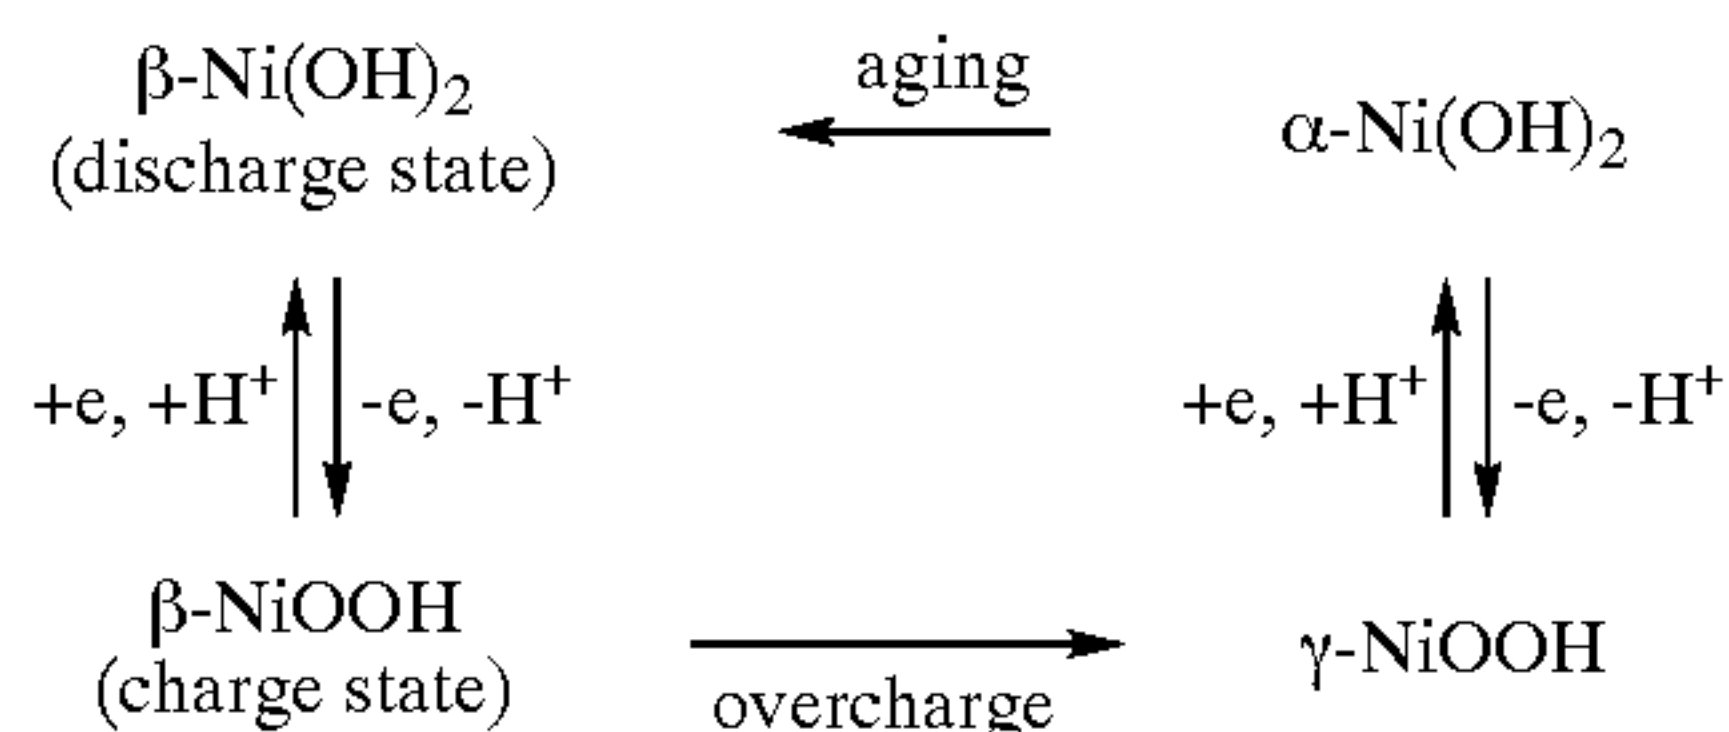 β-Ni(OH)₂
(discharge state)
aging
α-Ni(OH)₂
+e, +H⁺
-e, -H⁺
+e, +H⁺
-e, -H⁺
β-NiOOH
(charge state)
overcharge
γ-NiOOH